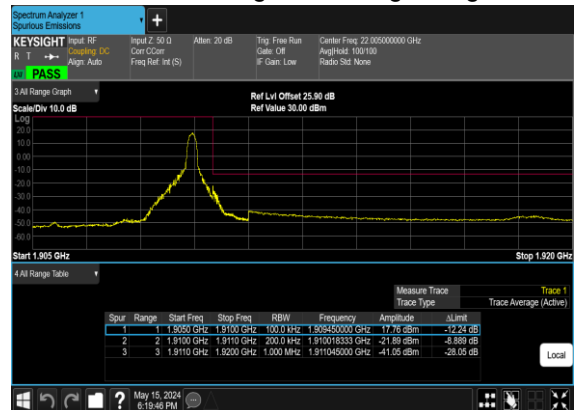 Spectrum Analyzer 1
Spurious Emissions
+
KEYSIGHT Input: RF Input Z: 50 Ω Atten: 20 dB Trig: Free Run Center Freq: 22.005000000 GHz
R T Coupling: DC Corr CCorr Gate: Off Avg|Hold: 100/100
Align: Auto Freq Ref: Int (S) IF Gain: Low Radio Std: None
PASS
3 All Range Graph
Ref Lvl Offset 25.90 dB
Scale/Div 10.0 dB Ref Value 30.00 dBm
Log
20.0
10.0
0.00
-10.0
-20.0
-30.0
-40.0
-50.0
-60.0
Start 1.905 GHz Stop 1.920 GHz
4 All Range Table
Measure Trace Trace 1
Trace Type Trace Average (Active)
Spur Range Start Freq Stop Freq RBW Frequency Amplitude ΔLimit
1 1 1.9050 GHz 1.9100 GHz 100.0 kHz 1.909450000 GHz 17.76 dBm -12.24 dB
2 2 1.9100 GHz 1.9110 GHz 200.0 kHz 1.910018333 GHz -21.89 dBm -8.889 dB
3 3 1.9110 GHz 1.9200 GHz 1.000 MHz 1.911045000 GHz -41.05 dBm -28.05 dB
Local
? May 15, 2024
6:19:46 PM